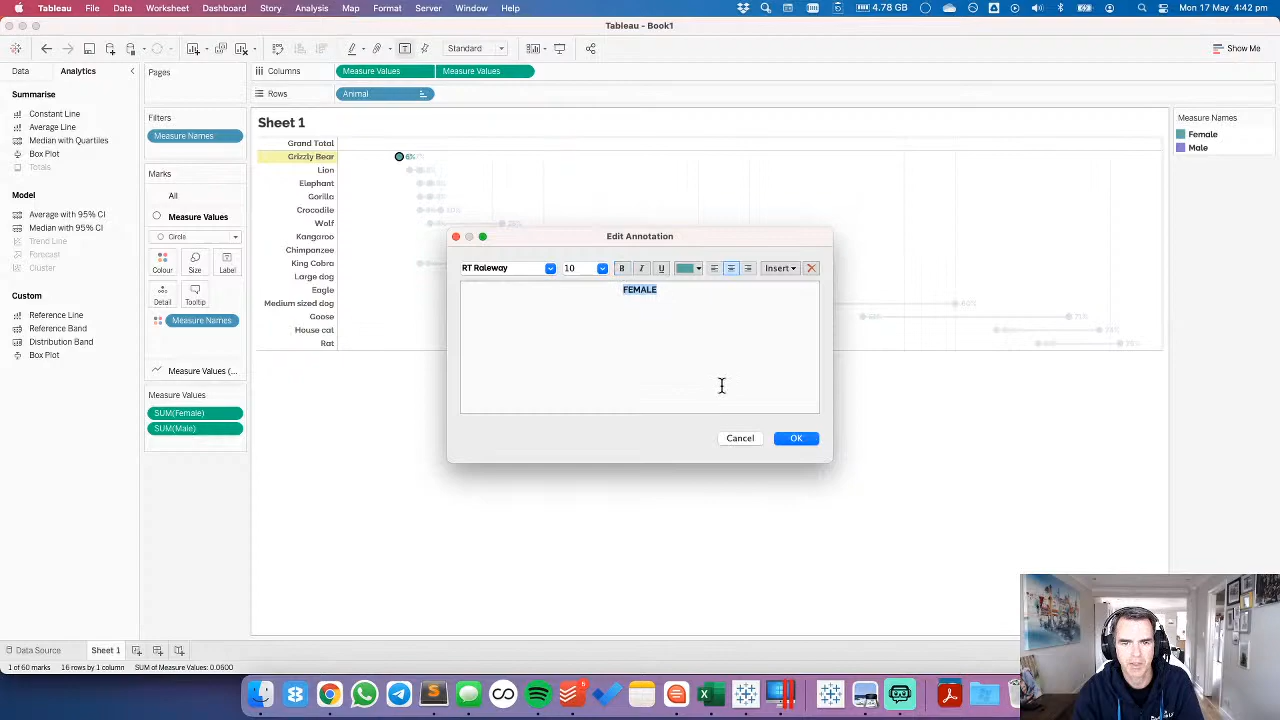 Tableau File Data Worksheet Dashboard Story Analysis Map Format Server Window Help 4.78 GB Mon 17 May 4:42 pm
Tableau - Book1
Standard Show Me
Data Analytics Pages Columns Measure Values Measure Values
Summarise Rows Animal
Constant Line
Average Line
Median with Quartiles
Box Plot
Totals
Model
Average with 95% CI
Median with 95% CI
Trend Line
Forecast
Cluster
Custom
Reference Line
Reference Band
Distribution Band
Box Plot
Filters
Measure Names
Marks
All
Measure Values
Circle
Colour Size Label
Detail Tooltip
Measure Names
Measure Values (...
Measure Values
SUM(Female)
SUM(Male)
Sheet 1
Grand Total
Grizzly Bear 6%
Lion
Elephant
Gorilla
Crocodile
Wolf
Kangaroo
Chimpanzee
King Cobra
Large dog
Eagle
Medium sized dog 60%
Goose 71%
House cat
Rat
Edit Annotation
RT Raleway 10 B I U Insert
FEMALE
Cancel OK
Measure Names
Female
Male
Data Source Sheet 1
1 of 60 marks 16 rows by 1 column SUM of Measure Values: 0.0600